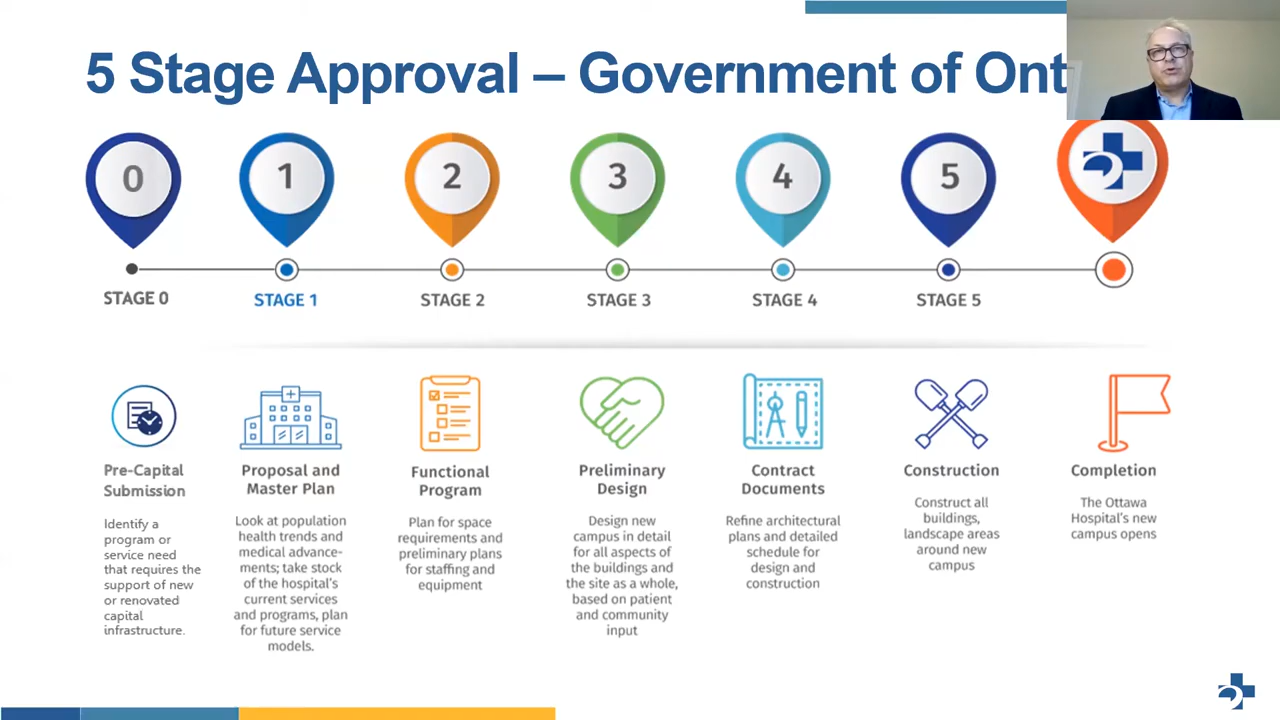 5 Stage Approval – Government of Ont
0
1
2
3
4
5
STAGE 0
STAGE 1
STAGE 2
STAGE 3
STAGE 4
STAGE 5
Pre-Capital
Submission
Identify a
program or
service need
that requires the
support of new
or renovated
capital
infrastructure.
Proposal and
Master Plan
Look at population
health trends and
medical advance-
ments; take stock
of the hospital's
current services
and programs, plan
for future service
models.
Functional
Program
Plan for space
requirements and
preliminary plans
for staffing and
equipment
Preliminary
Design
Design new
campus in detail
for all aspects of
the buildings and
the site as a whole,
based on patient
and community
input
Contract
Documents
Refine architectural
plans and detailed
schedule for
design and
construction
Construction
Construct all
buildings,
landscape areas
around new
campus
Completion
The Ottawa
Hospital's new
campus opens